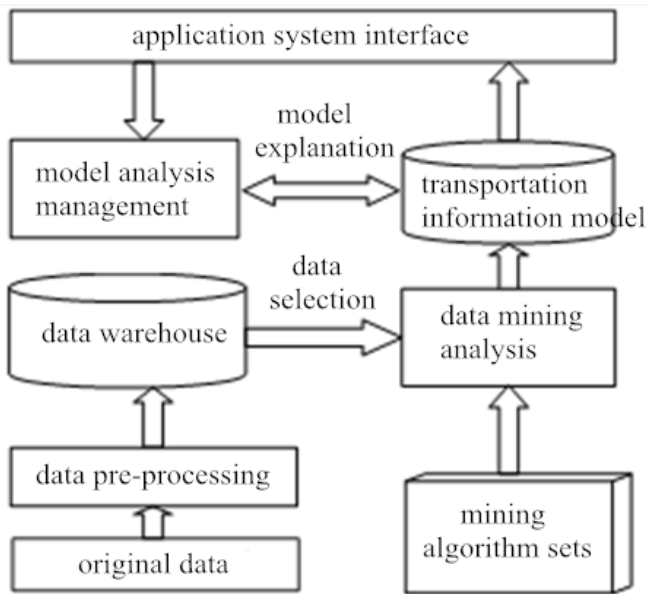 application system interface
model
explanation
model analysis
management
transportation
information model
data
selection
data warehouse
data mining
analysis
data pre-processing
mining
algorithm sets
original data